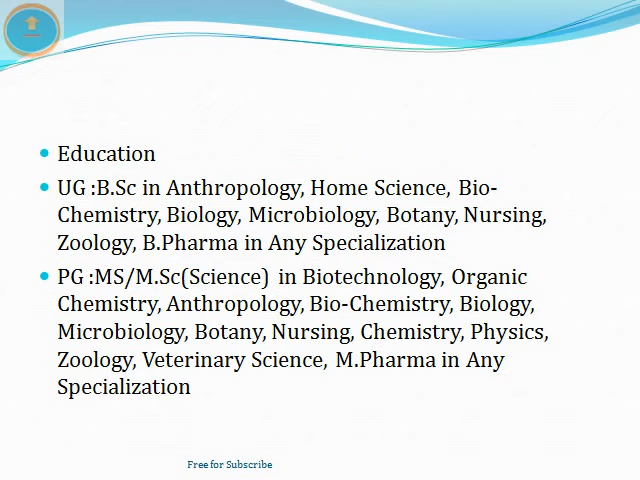 Education
UG :B.Sc in Anthropology, Home Science, Bio-
Chemistry, Biology, Microbiology, Botany, Nursing,
Zoology, B.Pharma in Any Specialization
PG :MS/M.Sc(Science) in Biotechnology, Organic
Chemistry, Anthropology, Bio-Chemistry, Biology,
Microbiology, Botany, Nursing, Chemistry, Physics,
Zoology, Veterinary Science, M.Pharma in Any
Specialization
Free for Subscribe